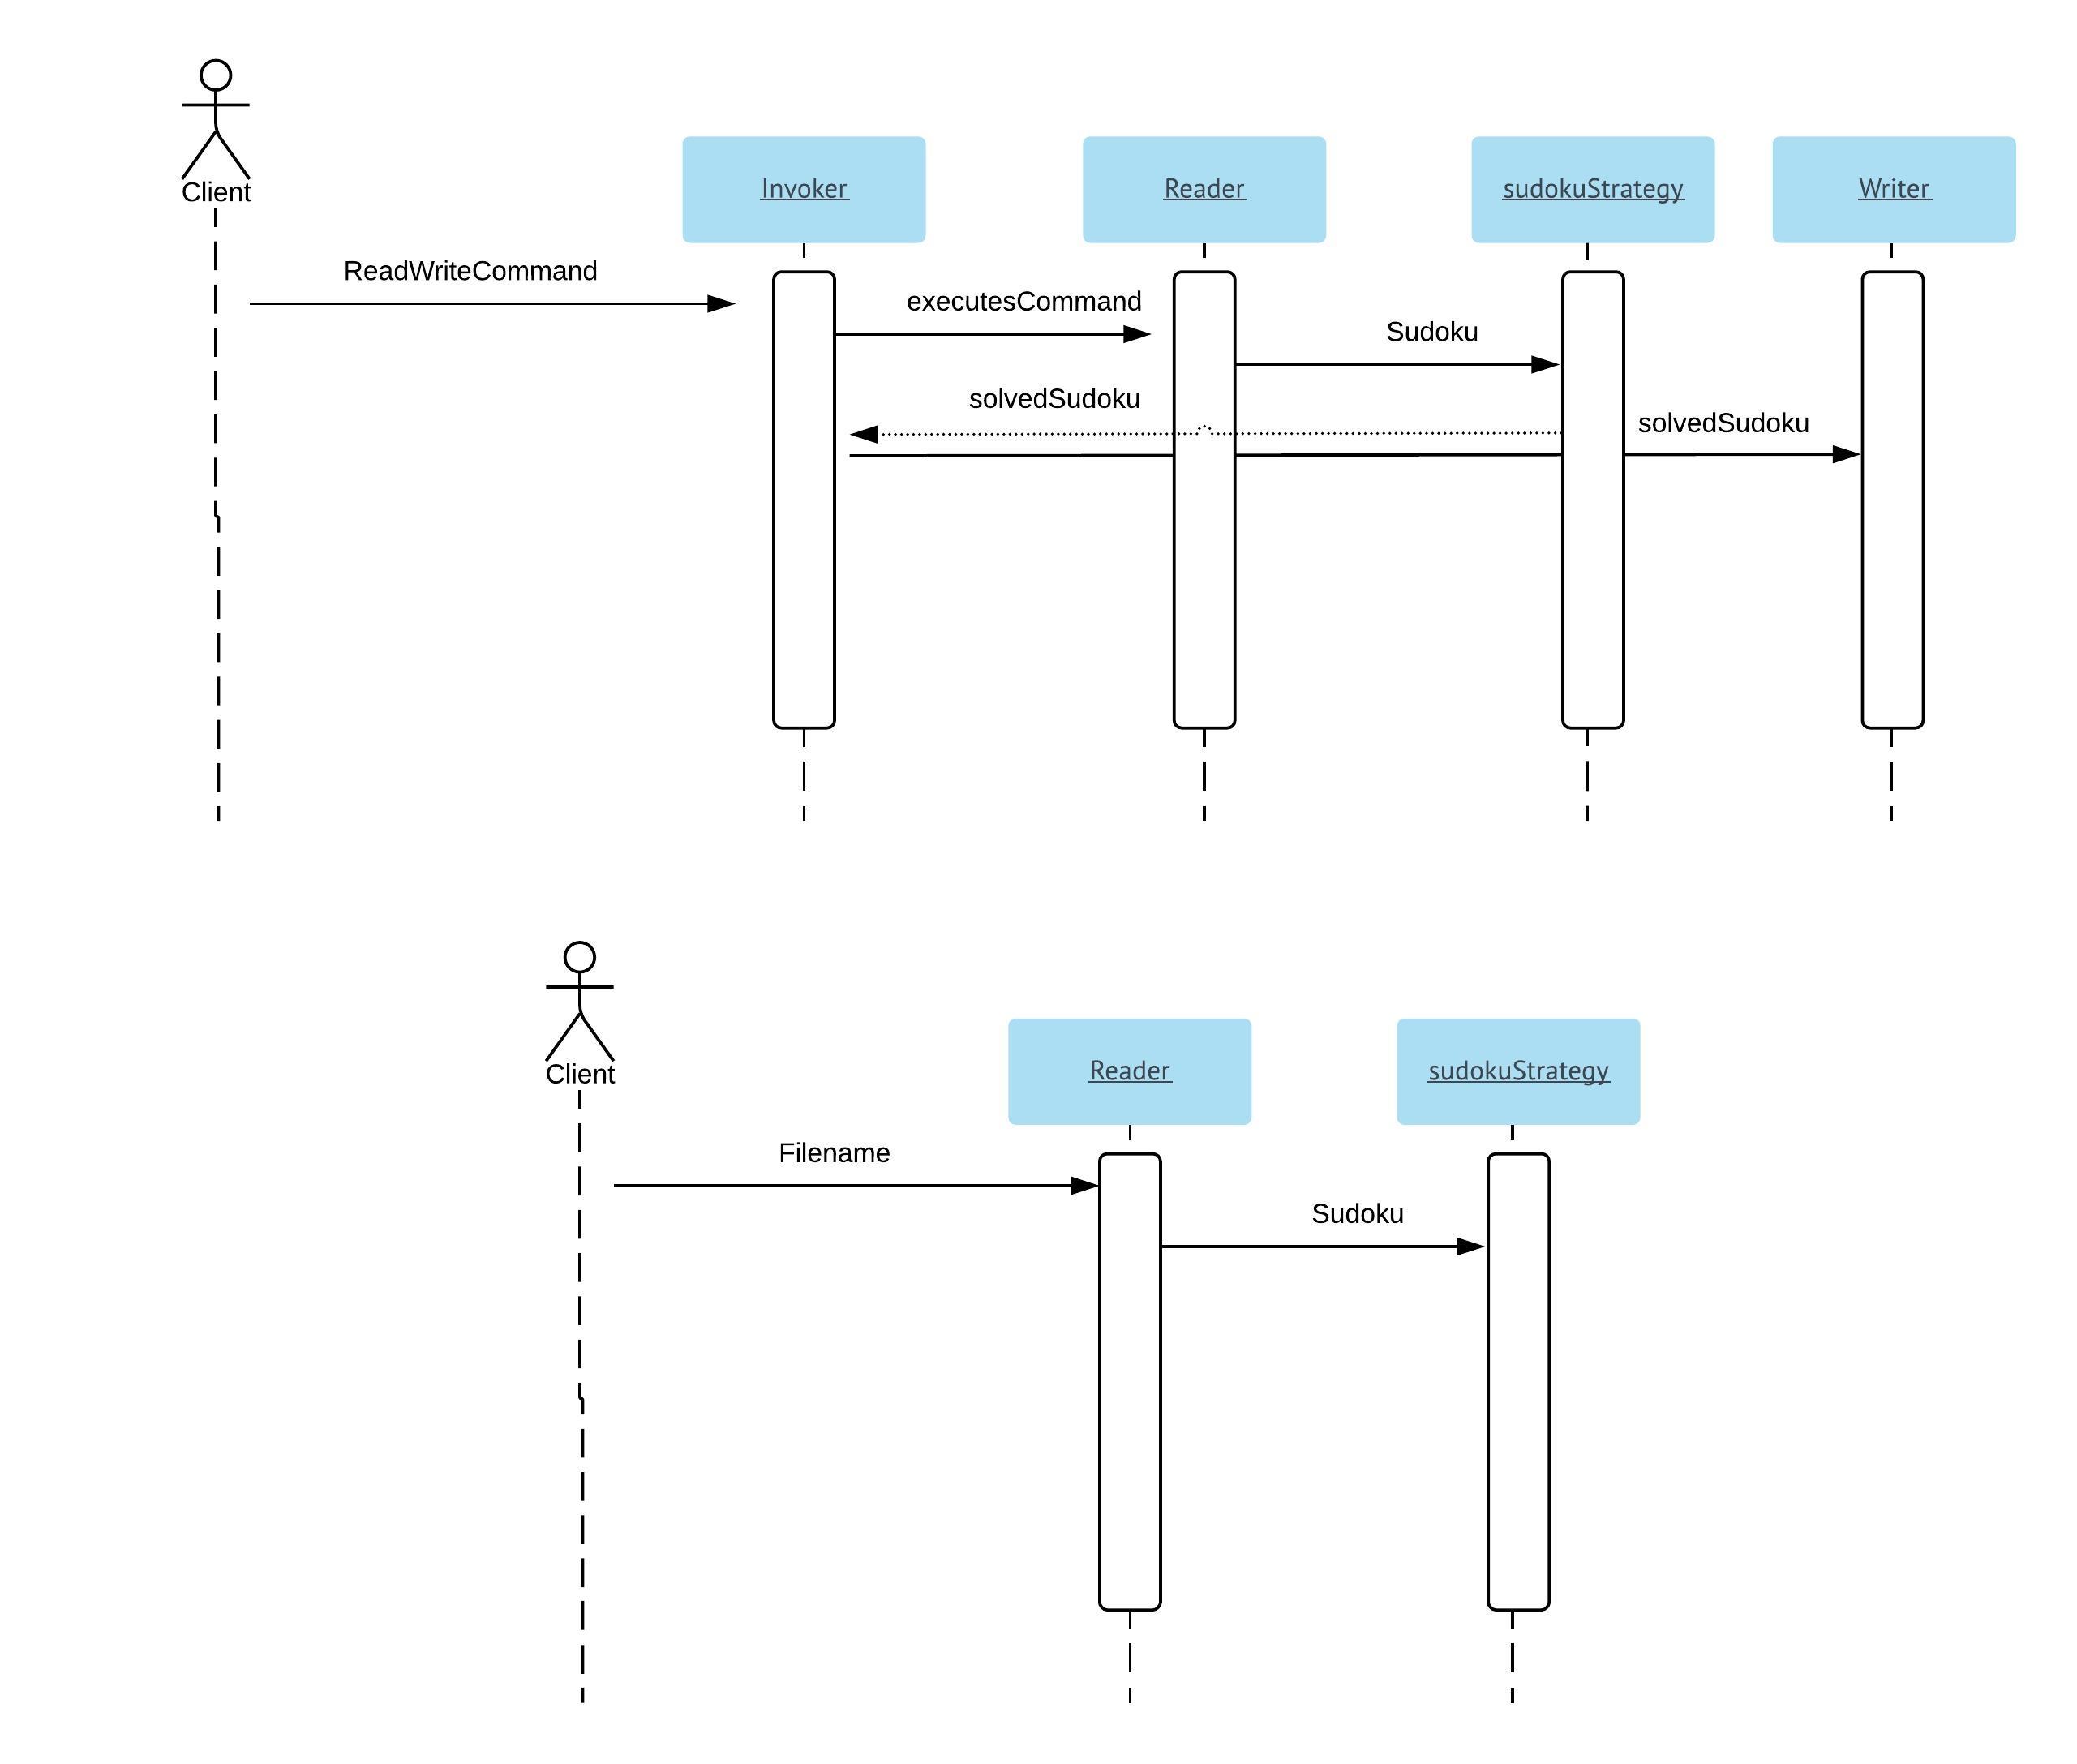 Client
Invoker
Reader
sudokuStrategy
Writer
ReadWriteCommand
executesCommand
Sudoku
solvedSudoku
solvedSudoku
Client
Reader
sudokuStrategy
Filename
Sudoku